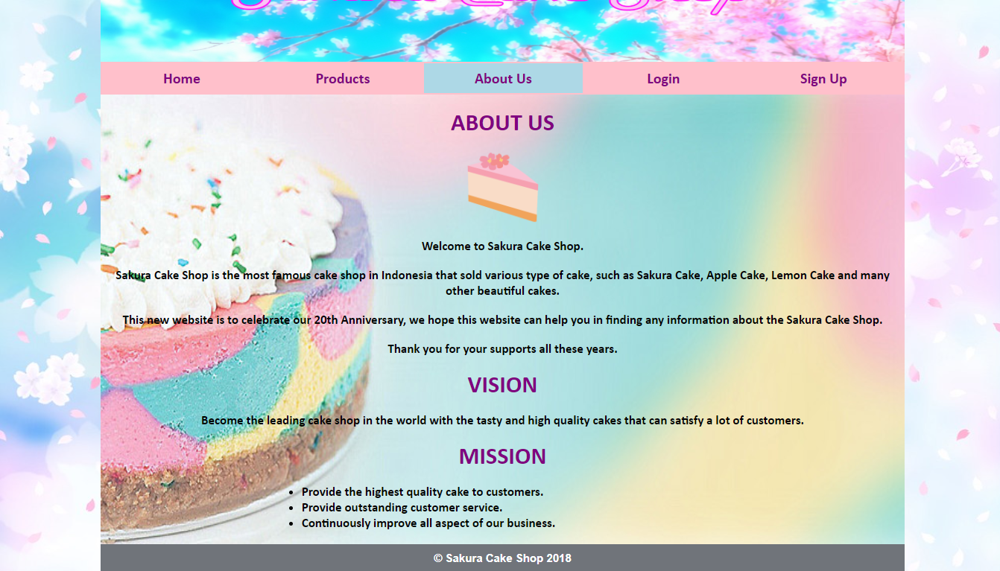 Home Products About Us Login Sign Up
ABOUT US
Welcome to Sakura Cake Shop.
Sakura Cake Shop is the most famous cake shop in Indonesia that sold various type of cake, such as Sakura Cake, Apple Cake, Lemon Cake and many
other beautiful cakes.
This new website is to celebrate our 20th Anniversary, we hope this website can help you in finding any information about the Sakura Cake Shop.
Thank you for your supports all these years.
VISION
Become the leading cake shop in the world with the tasty and high quality cakes that can satisfy a lot of customers.
MISSION
• Provide the highest quality cake to customers.
• Provide outstanding customer service.
• Continuously improve all aspect of our business.
© Sakura Cake Shop 2018